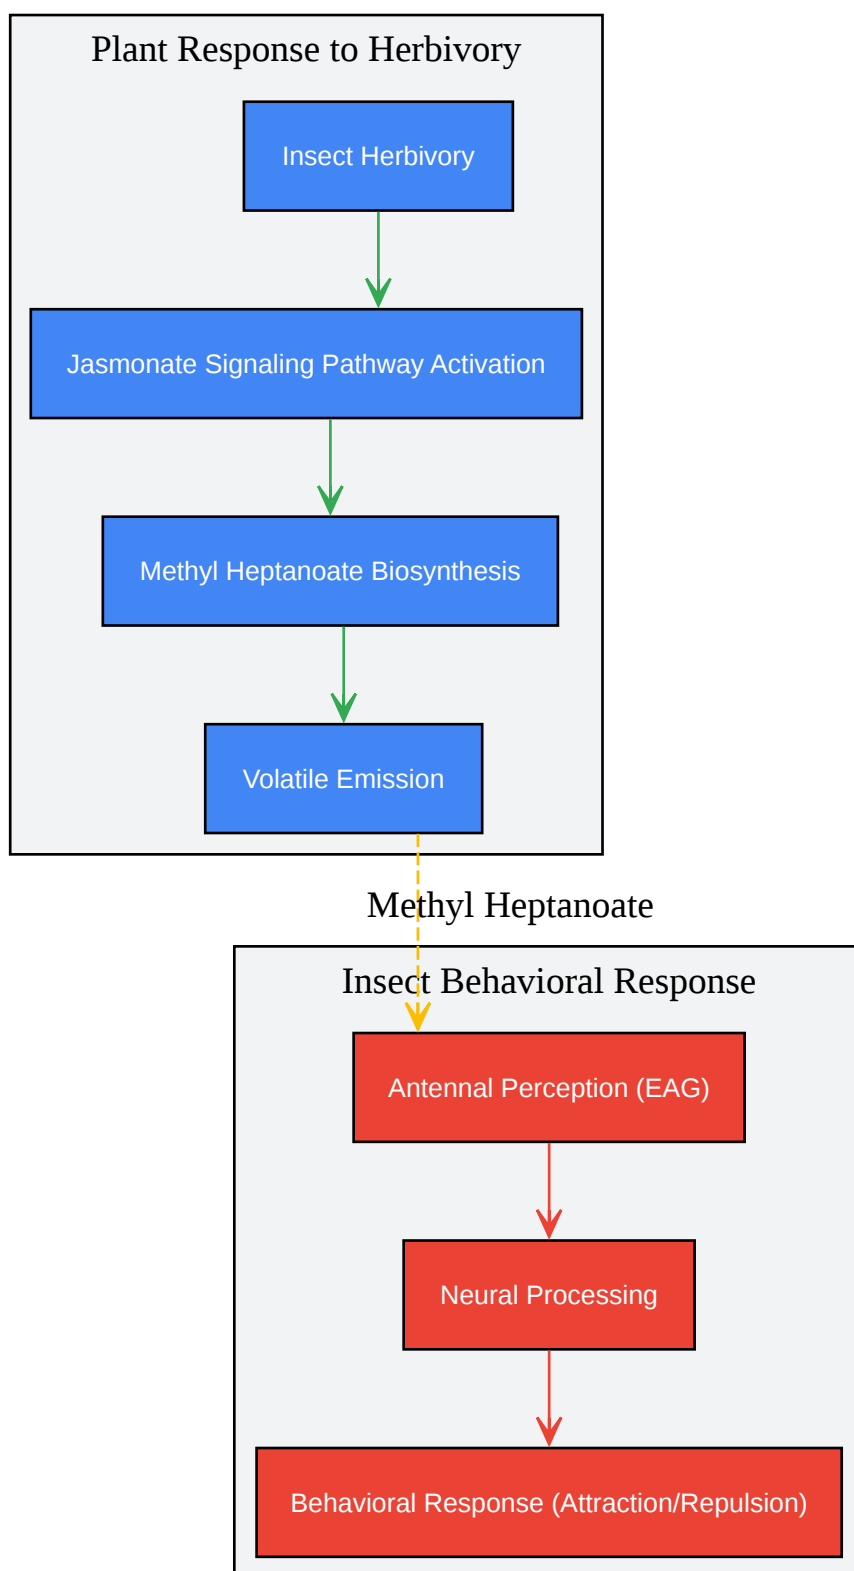 Plant Response to Herbivory
Insect Herbivory
Jasmonate Signaling Pathway Activation
Methyl Heptanoate Biosynthesis
Volatile Emission
Methyl Heptanoate
Insect Behavioral Response
Antennal Perception (EAG)
Neural Processing
Behavioral Response (Attraction/Repulsion)